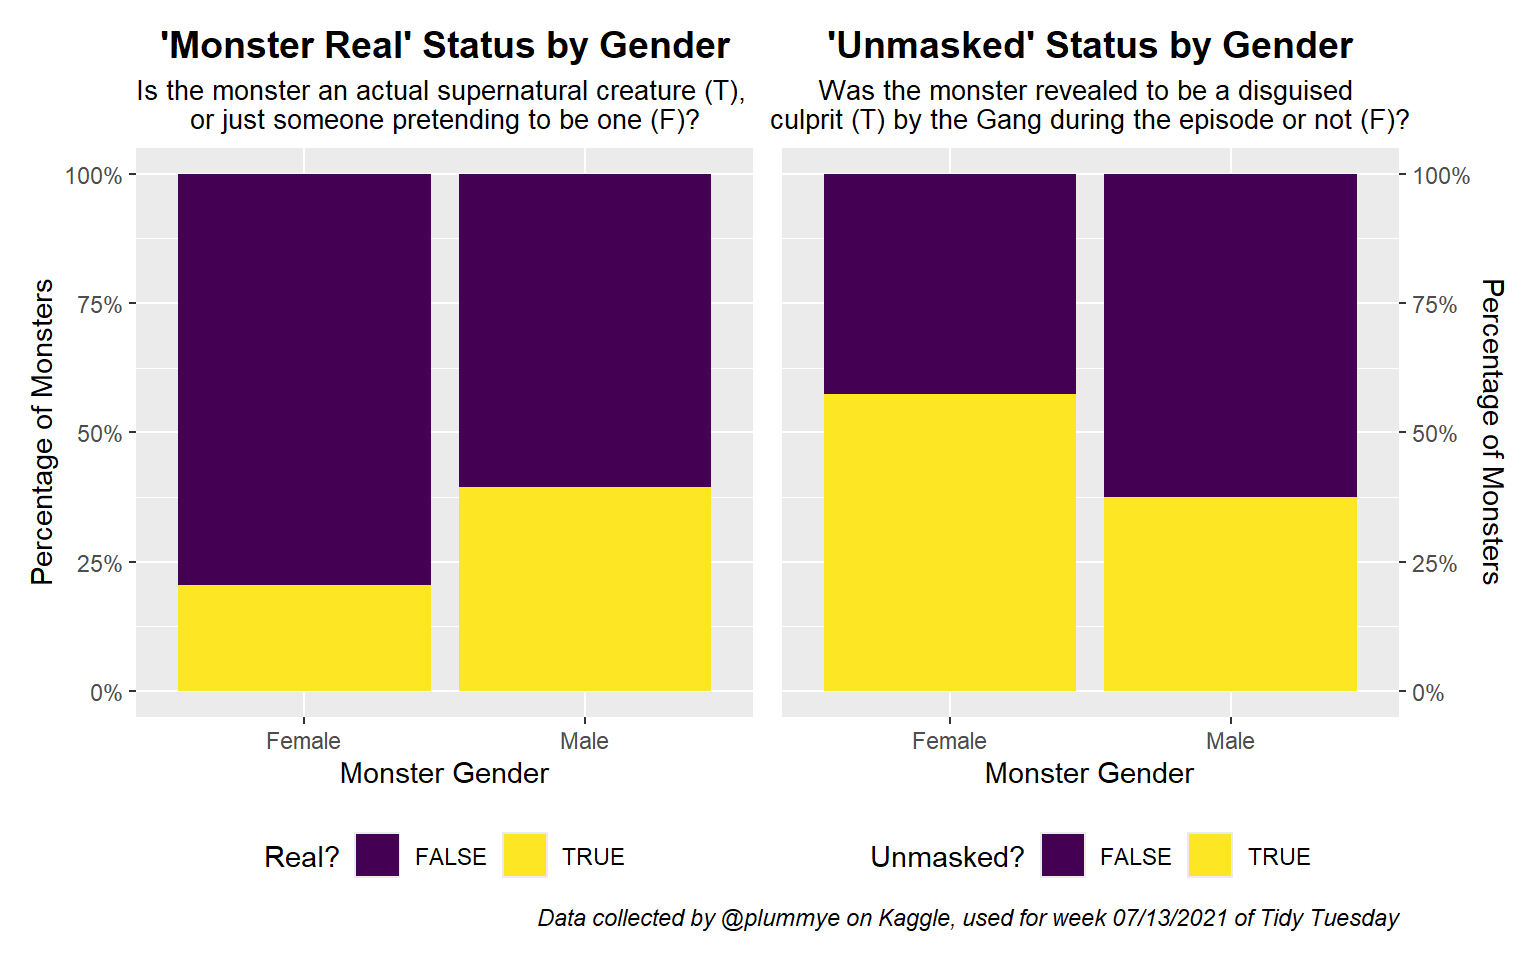 'Monster Real' Status by Gender
Is the monster an actual supernatural creature (T),
or just someone pretending to be one (F)?
100%
75%
50%
25%
0%
Percentage of Monsters
Female
Male
Monster Gender
Real?
FALSE
TRUE
'Unmasked' Status by Gender
Was the monster revealed to be a disguised
culprit (T) by the Gang during the episode or not (F)?
100%
75%
50%
25%
0%
Percentage of Monsters
Female
Male
Monster Gender
Unmasked?
FALSE
TRUE
Data collected by @plummye on Kaggle, used for week 07/13/2021 of Tidy Tuesday